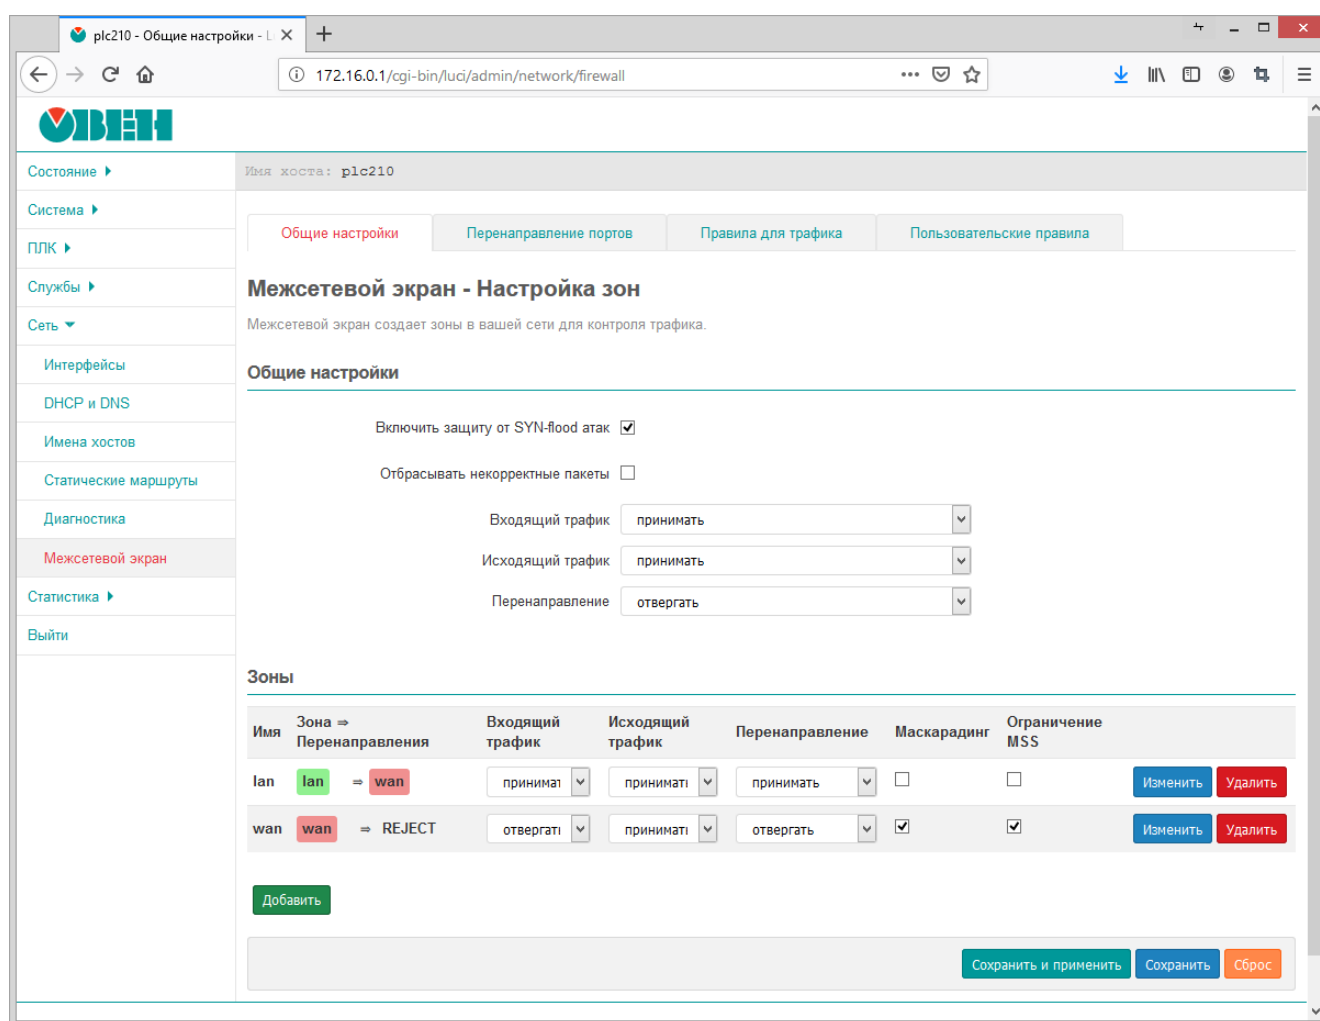 plc210 - Общие настройки - L
172.16.0.1/cgi-bin/luci/admin/network/firewall
ОВЕН
Имя хоста: plc210
Состояние
Система
ПЛК
Службы
Сеть
Интерфейсы
DHCP и DNS
Имена хостов
Статические маршруты
Диагностика
Межсетевой экран
Статистика
Выйти
Общие настройки Перенаправление портов Правила для трафика Пользовательские правила
Межсетевой экран - Настройка зон
Межсетевой экран создает зоны в вашей сети для контроля трафика.
Общие настройки
Включить защиту от SYN-flood атак
Отбрасывать некорректные пакеты
Входящий трафик принимать
Исходящий трафик принимать
Перенаправление отвергать
Зоны
Имя Зона ⇒ Перенаправления Входящий трафик Исходящий трафик Перенаправление Маскарадинг Ограничение MSS
lan lan ⇒ wan принимат принимат принимать Изменить Удалить
wan wan ⇒ REJECT отвергат принимат отвергать Изменить Удалить
Добавить
Сохранить и применить Сохранить Сброс